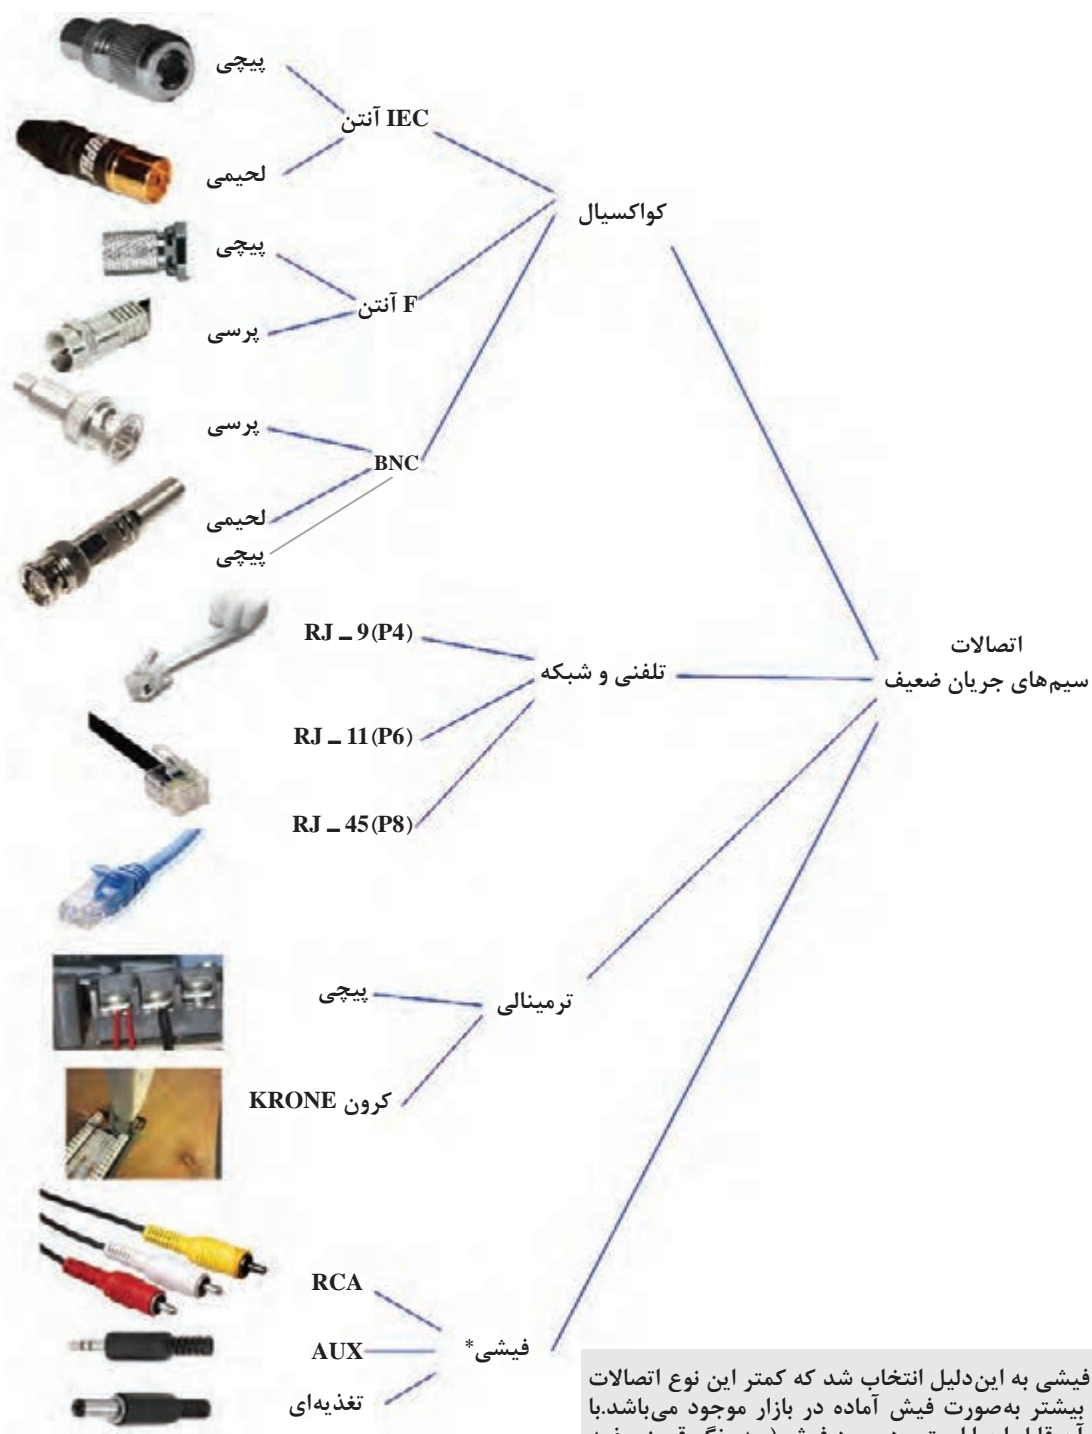 پیچی
IEC آنتن
لحیمی
کواکسیال
پیچی
F آنتن
پرسی
پرسی
BNC
لحیمی
پیچی
RJ – 9(P4)
اتصالات
سیم‌های جریان ضعیف
تلفنی و شبکه
RJ – 11(P6)
RJ – 45(P8)
پیچی
ترمینالی
کرون KRONE
RCA
فیشی*
AUX
تغذیه‌ای
فیشی به این‌دلیل انتخاب شد که کمتر این نوع اتصالات
بیشتر به‌صورت فیش آماده در بازار موجود می‌باشد.با